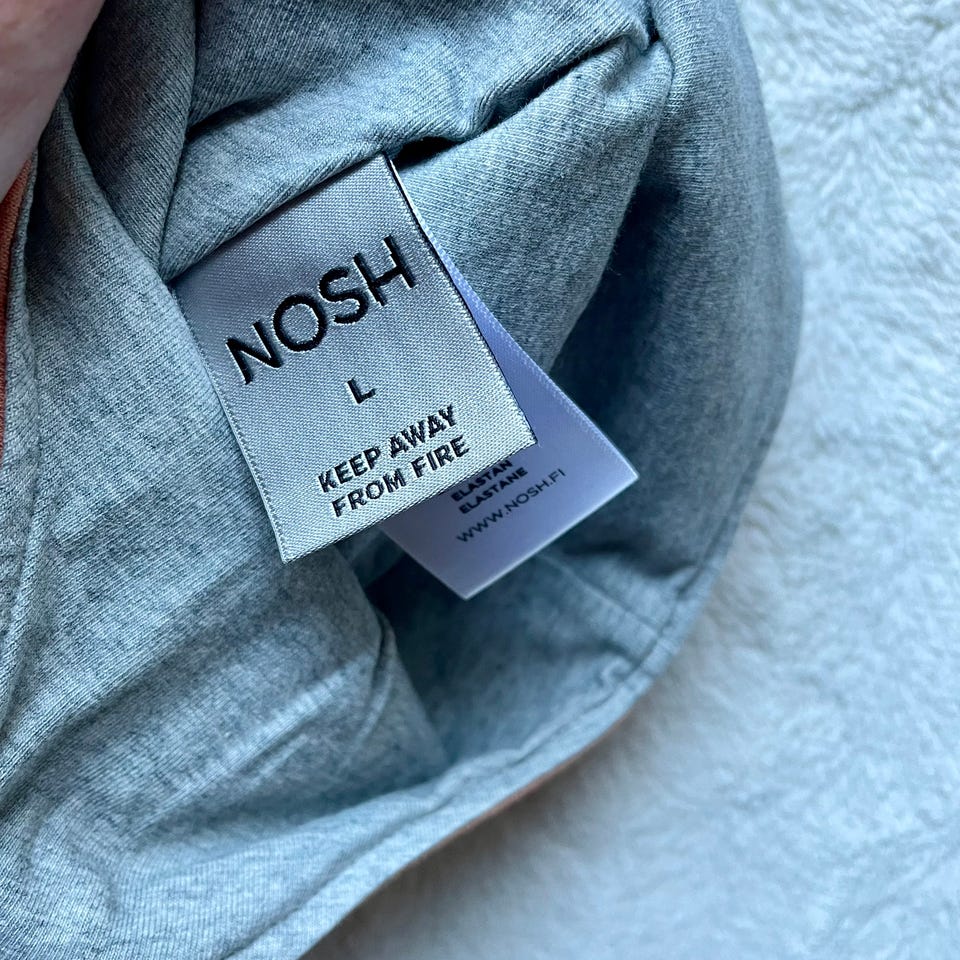 NOSH
L
KEEP AWAY
FROM FIRE
ELASTAN
ELASTANE
WWW.NOSH.FI